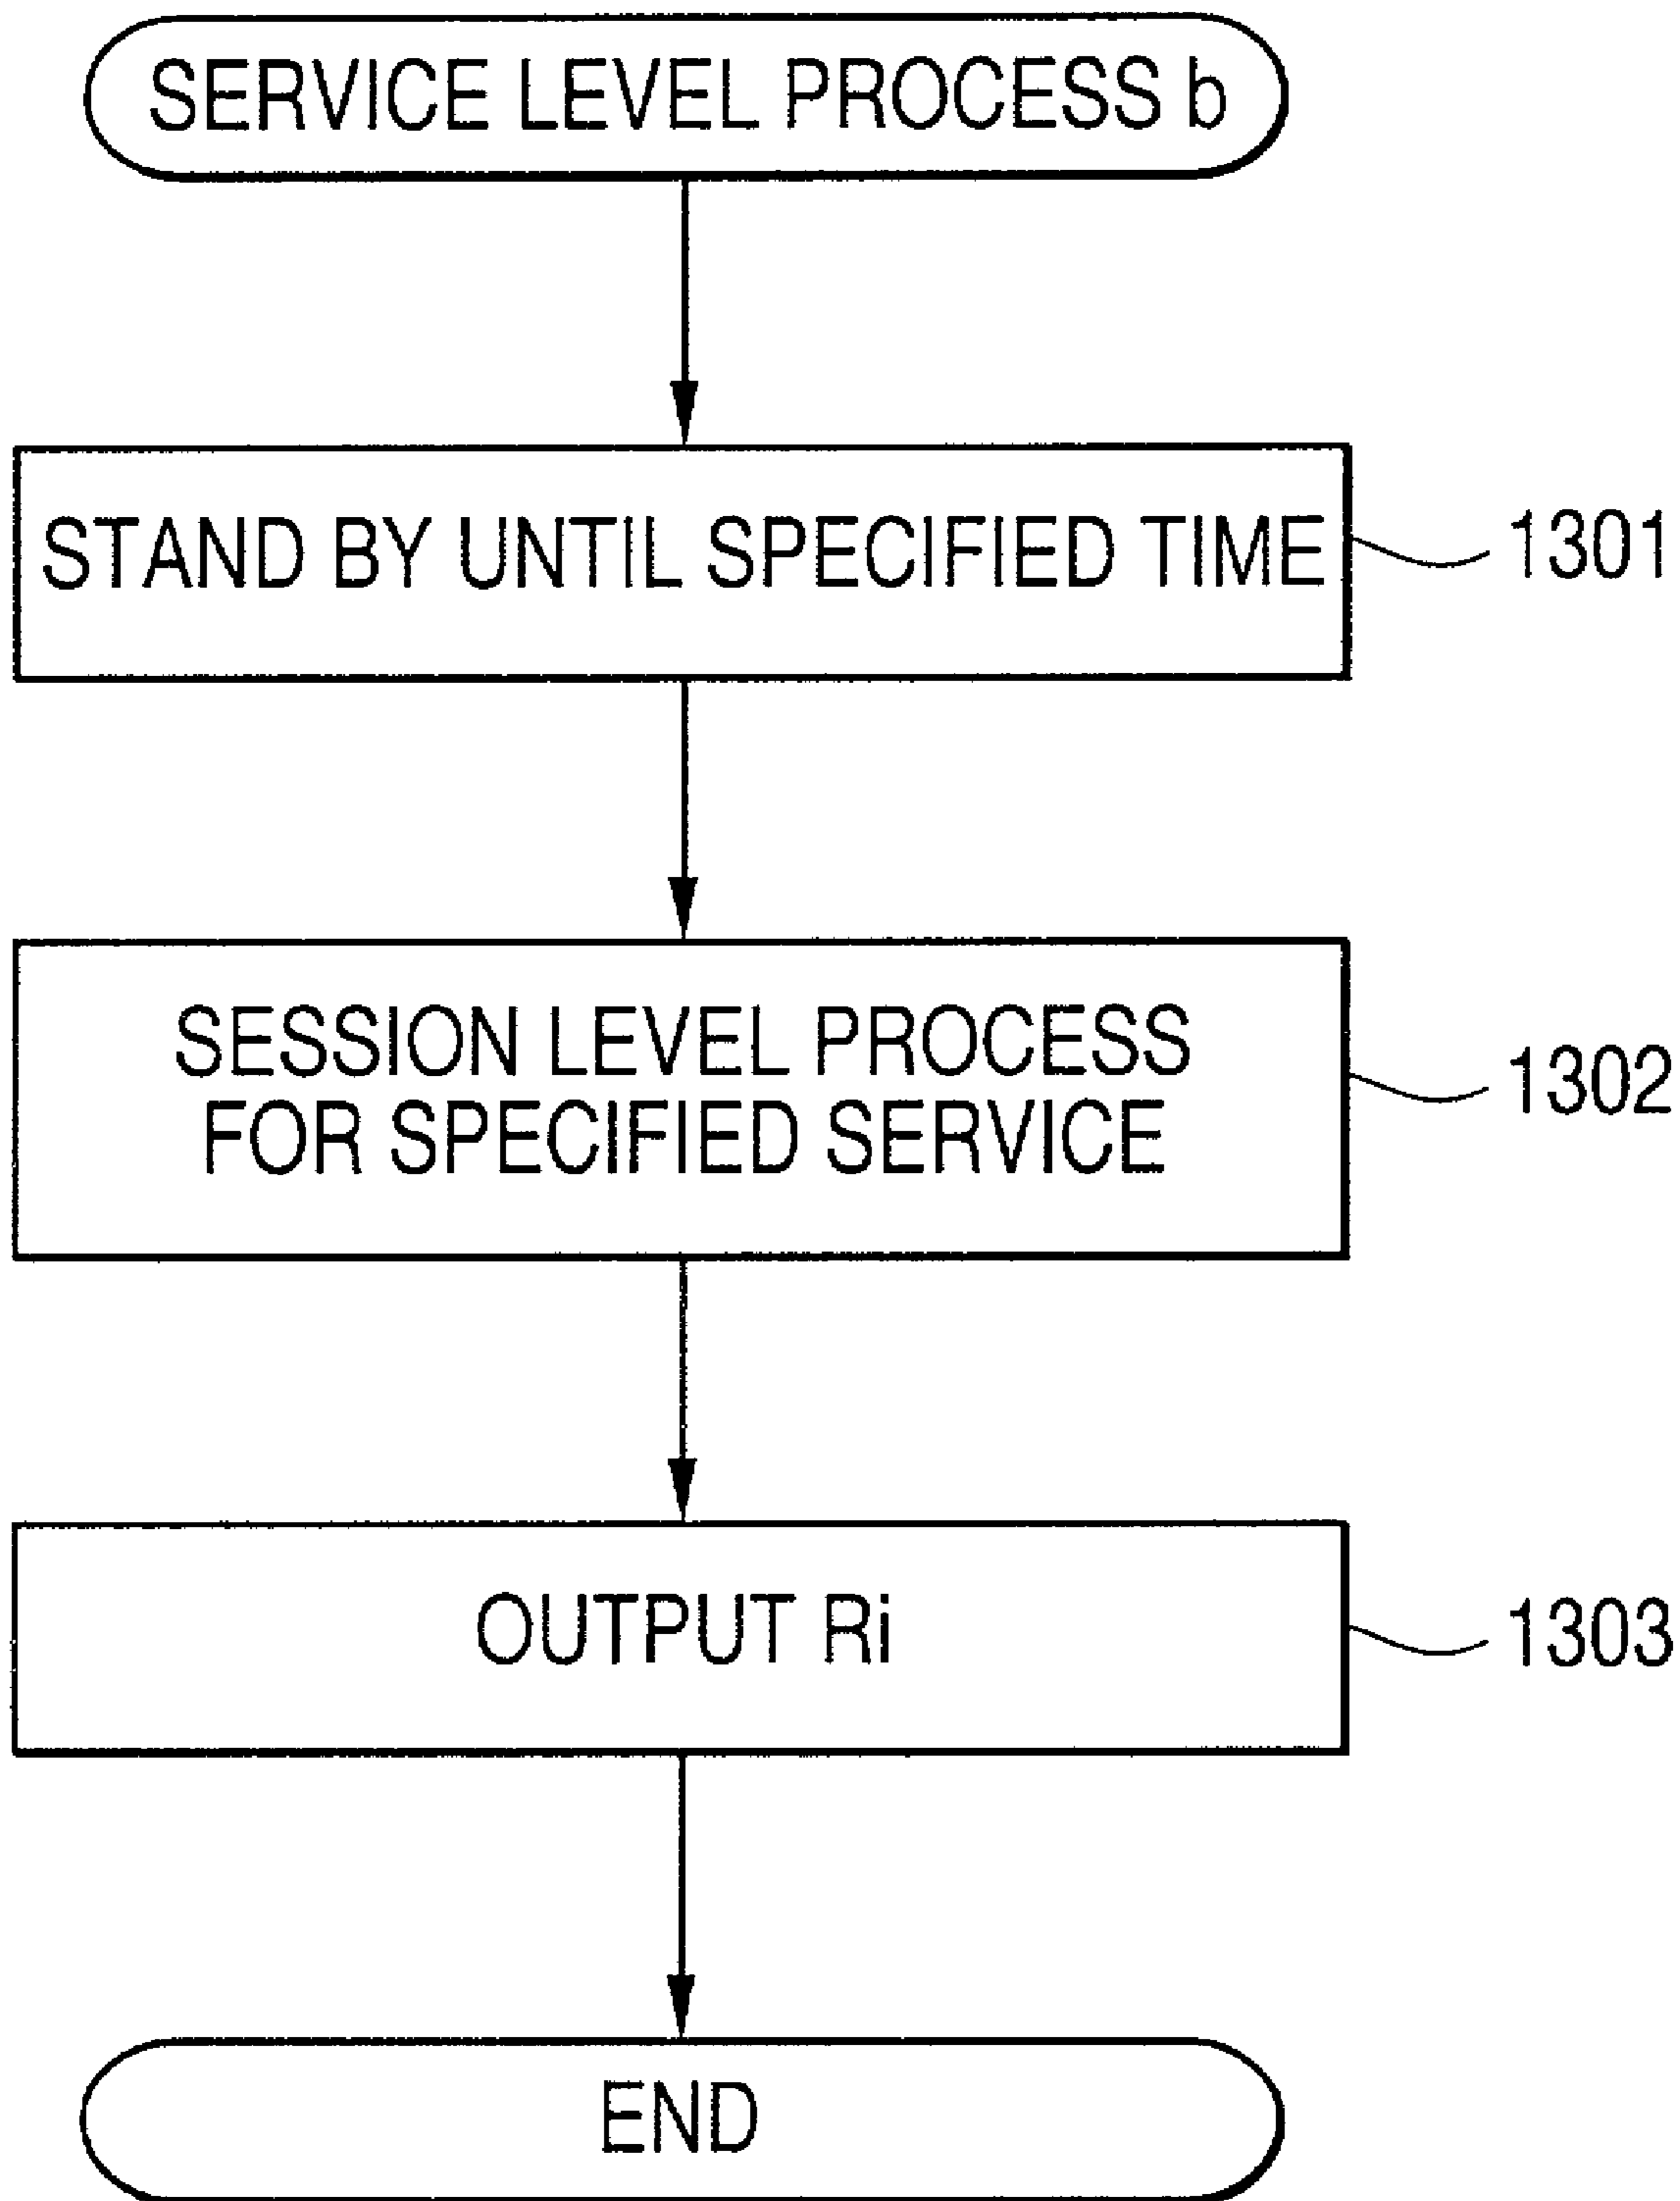 SERVICE LEVEL PROCESS b
STAND BY UNTIL SPECIFIED TIME
1301
SESSION LEVEL PROCESS
FOR SPECIFIED SERVICE
1302
OUTPUT Ri
1303
END